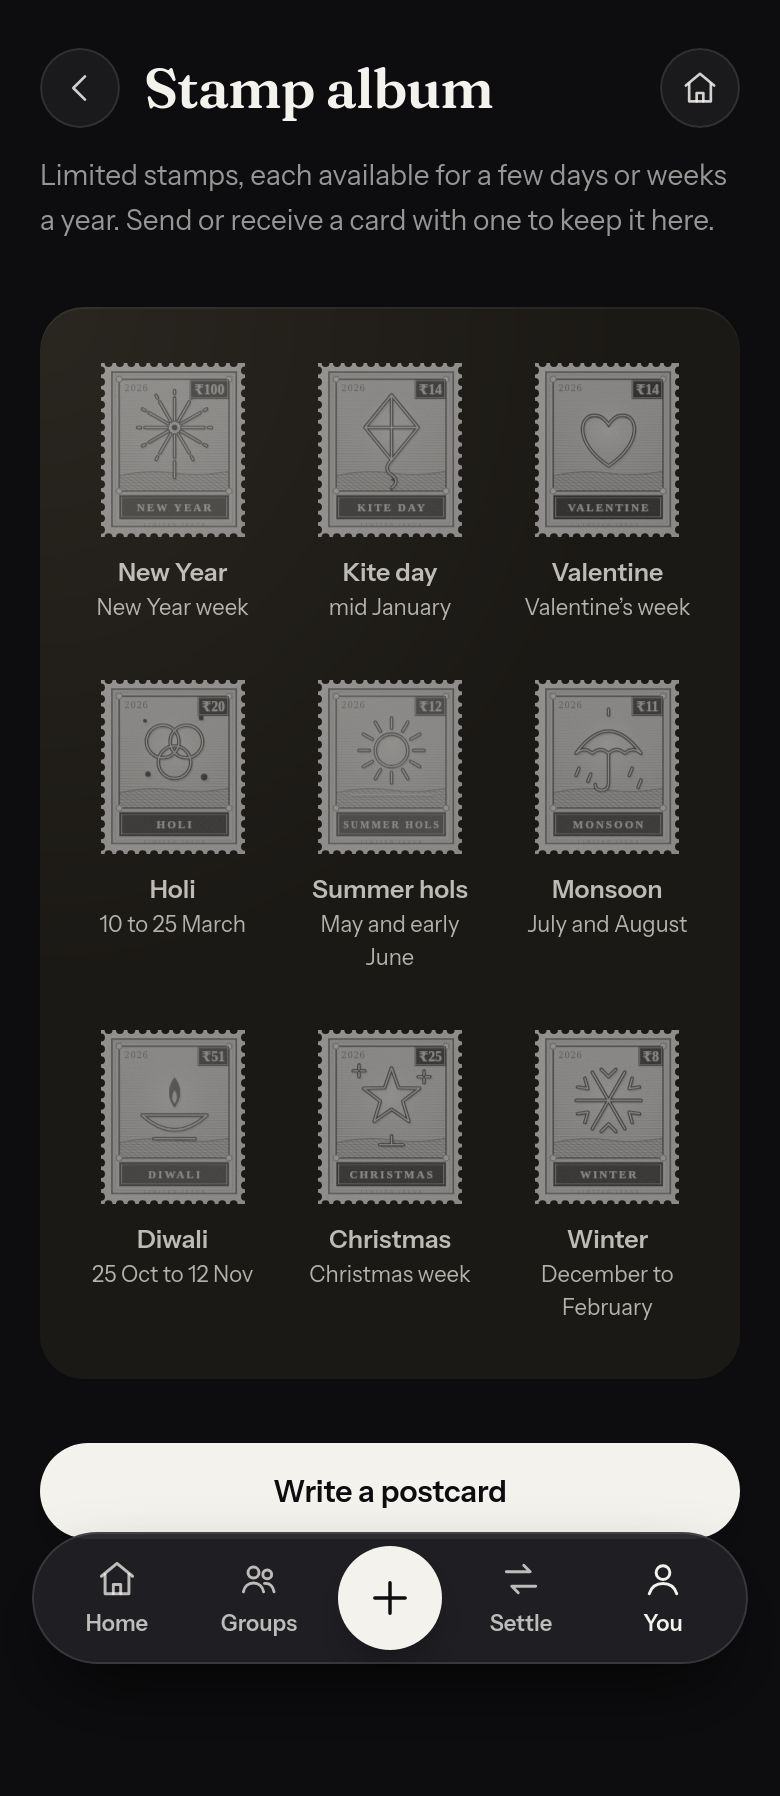 Stamp album
Limited stamps, each available for a few days or weeks
a year. Send or receive a card with one to keep it here.
2026 ₹100
NEW YEAR
New Year
New Year week
2026 ₹14
KITE DAY
Kite day
mid January
2026 ₹14
VALENTINE
Valentine
Valentine’s week
2026 ₹20
HOLI
Holi
10 to 25 March
2026 ₹12
SUMMER HOLS
Summer hols
May and early
June
2026 ₹11
MONSOON
Monsoon
July and August
2026 ₹51
DIWALI
Diwali
25 Oct to 12 Nov
2026 ₹25
CHRISTMAS
Christmas
Christmas week
2026 ₹8
WINTER
Winter
December to
February
Write a postcard
Home Groups Settle You